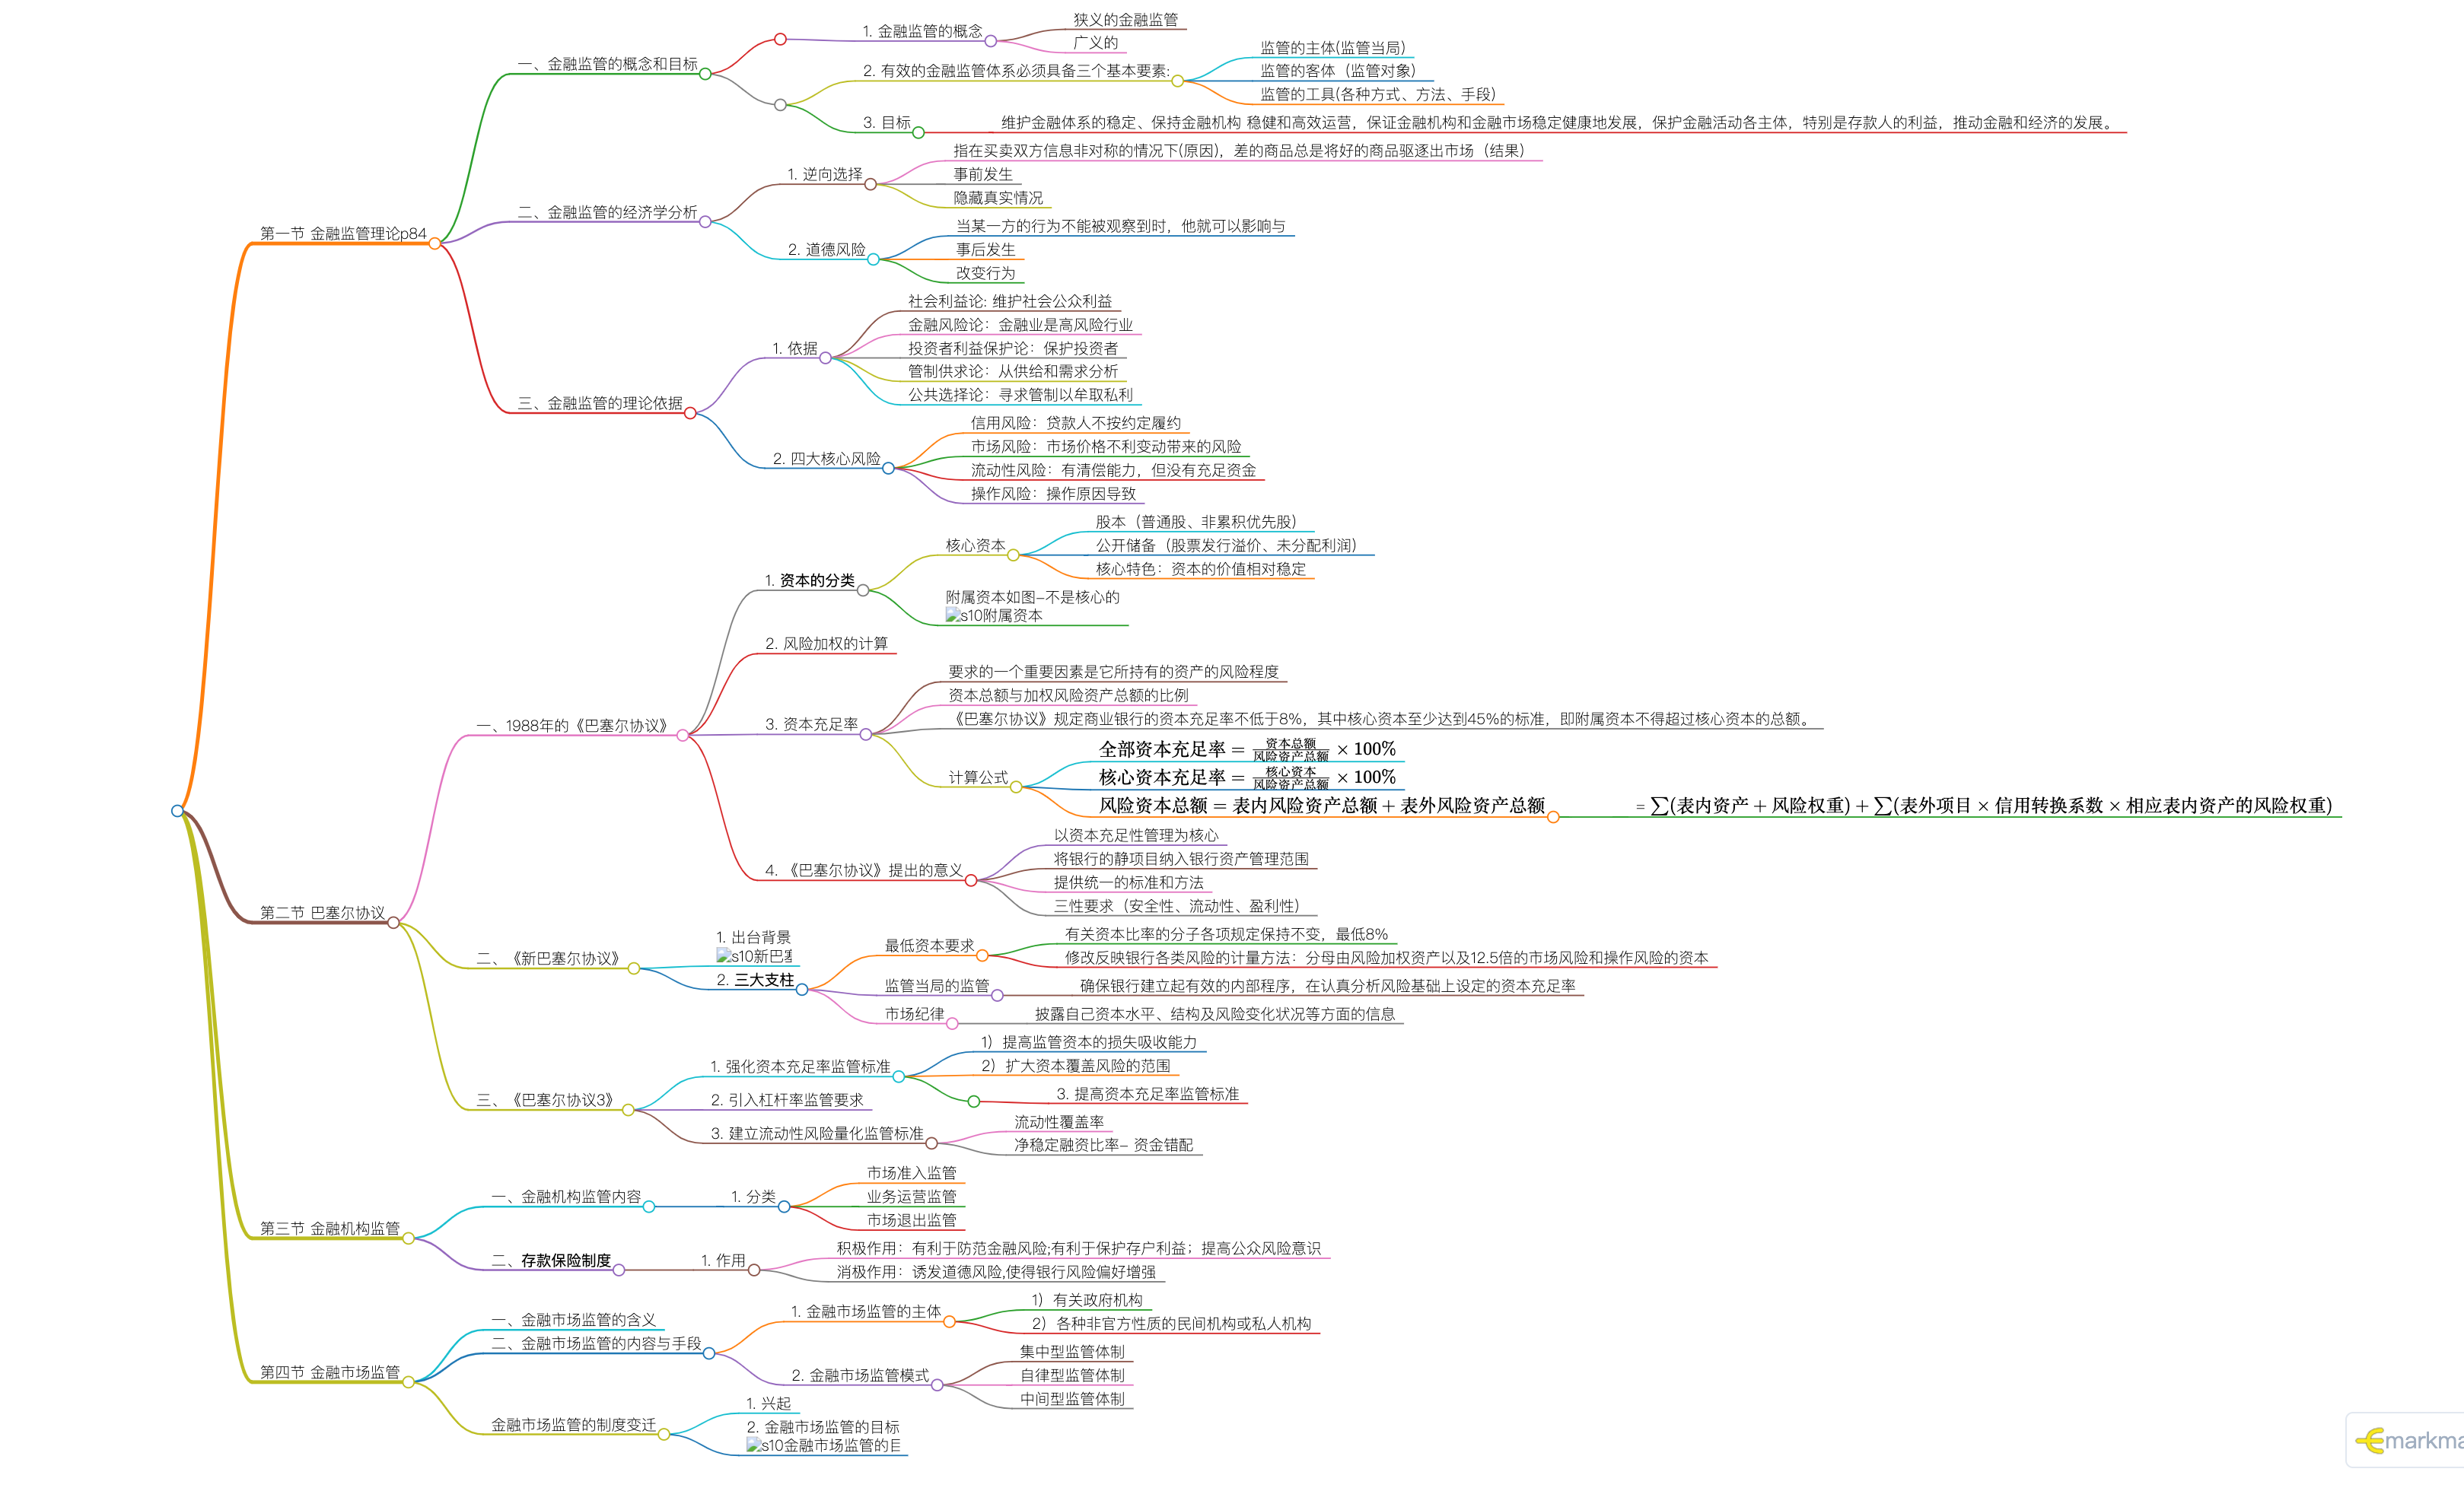 第一节 金融监管理论p84
一、金融监管的概念和目标
1. 金融监管的概念
狭义的金融监管
广义的
2. 有效的金融监管体系必须具备三个基本要素:
监管的主体(监管当局)
监管的客体（监管对象）
监管的工具(各种方式、方法、手段)
3. 目标
维护金融体系的稳定、保持金融机构 稳健和高效运营，保证金融机构和金融市场稳定健康地发展，保护金融活动各主体，特别是存款人的利益，推动金融和经济的发展。
二、金融监管的经济学分析
1. 逆向选择
指在买卖双方信息非对称的情况下(原因)，差的商品总是将好的商品驱逐出市场（结果）
事前发生
隐藏真实情况
2. 道德风险
当某一方的行为不能被观察到时，他就可以影响与
事后发生
改变行为
三、金融监管的理论依据
1. 依据
社会利益论: 维护社会公众利益
金融风险论：金融业是高风险行业
投资者利益保护论：保护投资者
管制供求论：从供给和需求分析
公共选择论：寻求管制以牟取私利
2. 四大核心风险
信用风险：贷款人不按约定履约
市场风险：市场价格不利变动带来的风险
流动性风险：有清偿能力，但没有充足资金
操作风险：操作原因导致
第二节 巴塞尔协议
一、1988年的《巴塞尔协议》
1. 资本的分类
核心资本
股本（普通股、非累积优先股）
公开储备（股票发行溢价、未分配利润）
核心特色：资本的价值相对稳定
附属资本如图-不是核心的
s10附属资本
2. 风险加权的计算
3. 资本充足率
要求的一个重要因素是它所持有的资产的风险程度
资本总额与加权风险资产总额的比例
《巴塞尔协议》规定商业银行的资本充足率不低于8%，其中核心资本至少达到45%的标准，即附属资本不得超过核心资本的总额。
计算公式
全部资本充足率 = 资本总额/风险资产总额 × 100%
核心资本充足率 = 核心资本/风险资产总额 × 100%
风险资本总额 = 表内风险资产总额 + 表外风险资产总额
= ∑(表内资产 + 风险权重) + ∑(表外项目 × 信用转换系数 × 相应表内资产的风险权重)
4. 《巴塞尔协议》提出的意义
以资本充足性管理为核心
将银行的静项目纳入银行资产管理范围
提供统一的标准和方法
三性要求（安全性、流动性、盈利性）
二、《新巴塞尔协议》
1. 出台背景
s10新巴塞
2. 三大支柱
最低资本要求
有关资本比率的分子各项规定保持不变，最低8%
修改反映银行各类风险的计量方法：分母由风险加权资产以及12.5倍的市场风险和操作风险的资本
监管当局的监管
确保银行建立起有效的内部程序，在认真分析风险基础上设定的资本充足率
市场纪律
披露自己资本水平、结构及风险变化状况等方面的信息
三、《巴塞尔协议3》
1. 强化资本充足率监管标准
1）提高监管资本的损失吸收能力
2）扩大资本覆盖风险的范围
3. 提高资本充足率监管标准
2. 引入杠杆率监管要求
3. 建立流动性风险量化监管标准
流动性覆盖率
净稳定融资比率- 资金错配
第三节 金融机构监管
一、金融机构监管内容
1. 分类
市场准入监管
业务运营监管
市场退出监管
二、存款保险制度
1. 作用
积极作用：有利于防范金融风险;有利于保护存户利益；提高公众风险意识
消极作用：诱发道德风险,使得银行风险偏好增强
第四节 金融市场监管
一、金融市场监管的含义
二、金融市场监管的内容与手段
1. 金融市场监管的主体
1）有关政府机构
2）各种非官方性质的民间机构或私人机构
2. 金融市场监管模式
集中型监管体制
自律型监管体制
中间型监管体制
金融市场监管的制度变迁
1. 兴起
2. 金融市场监管的目标
s10金融市场监管的目
markma